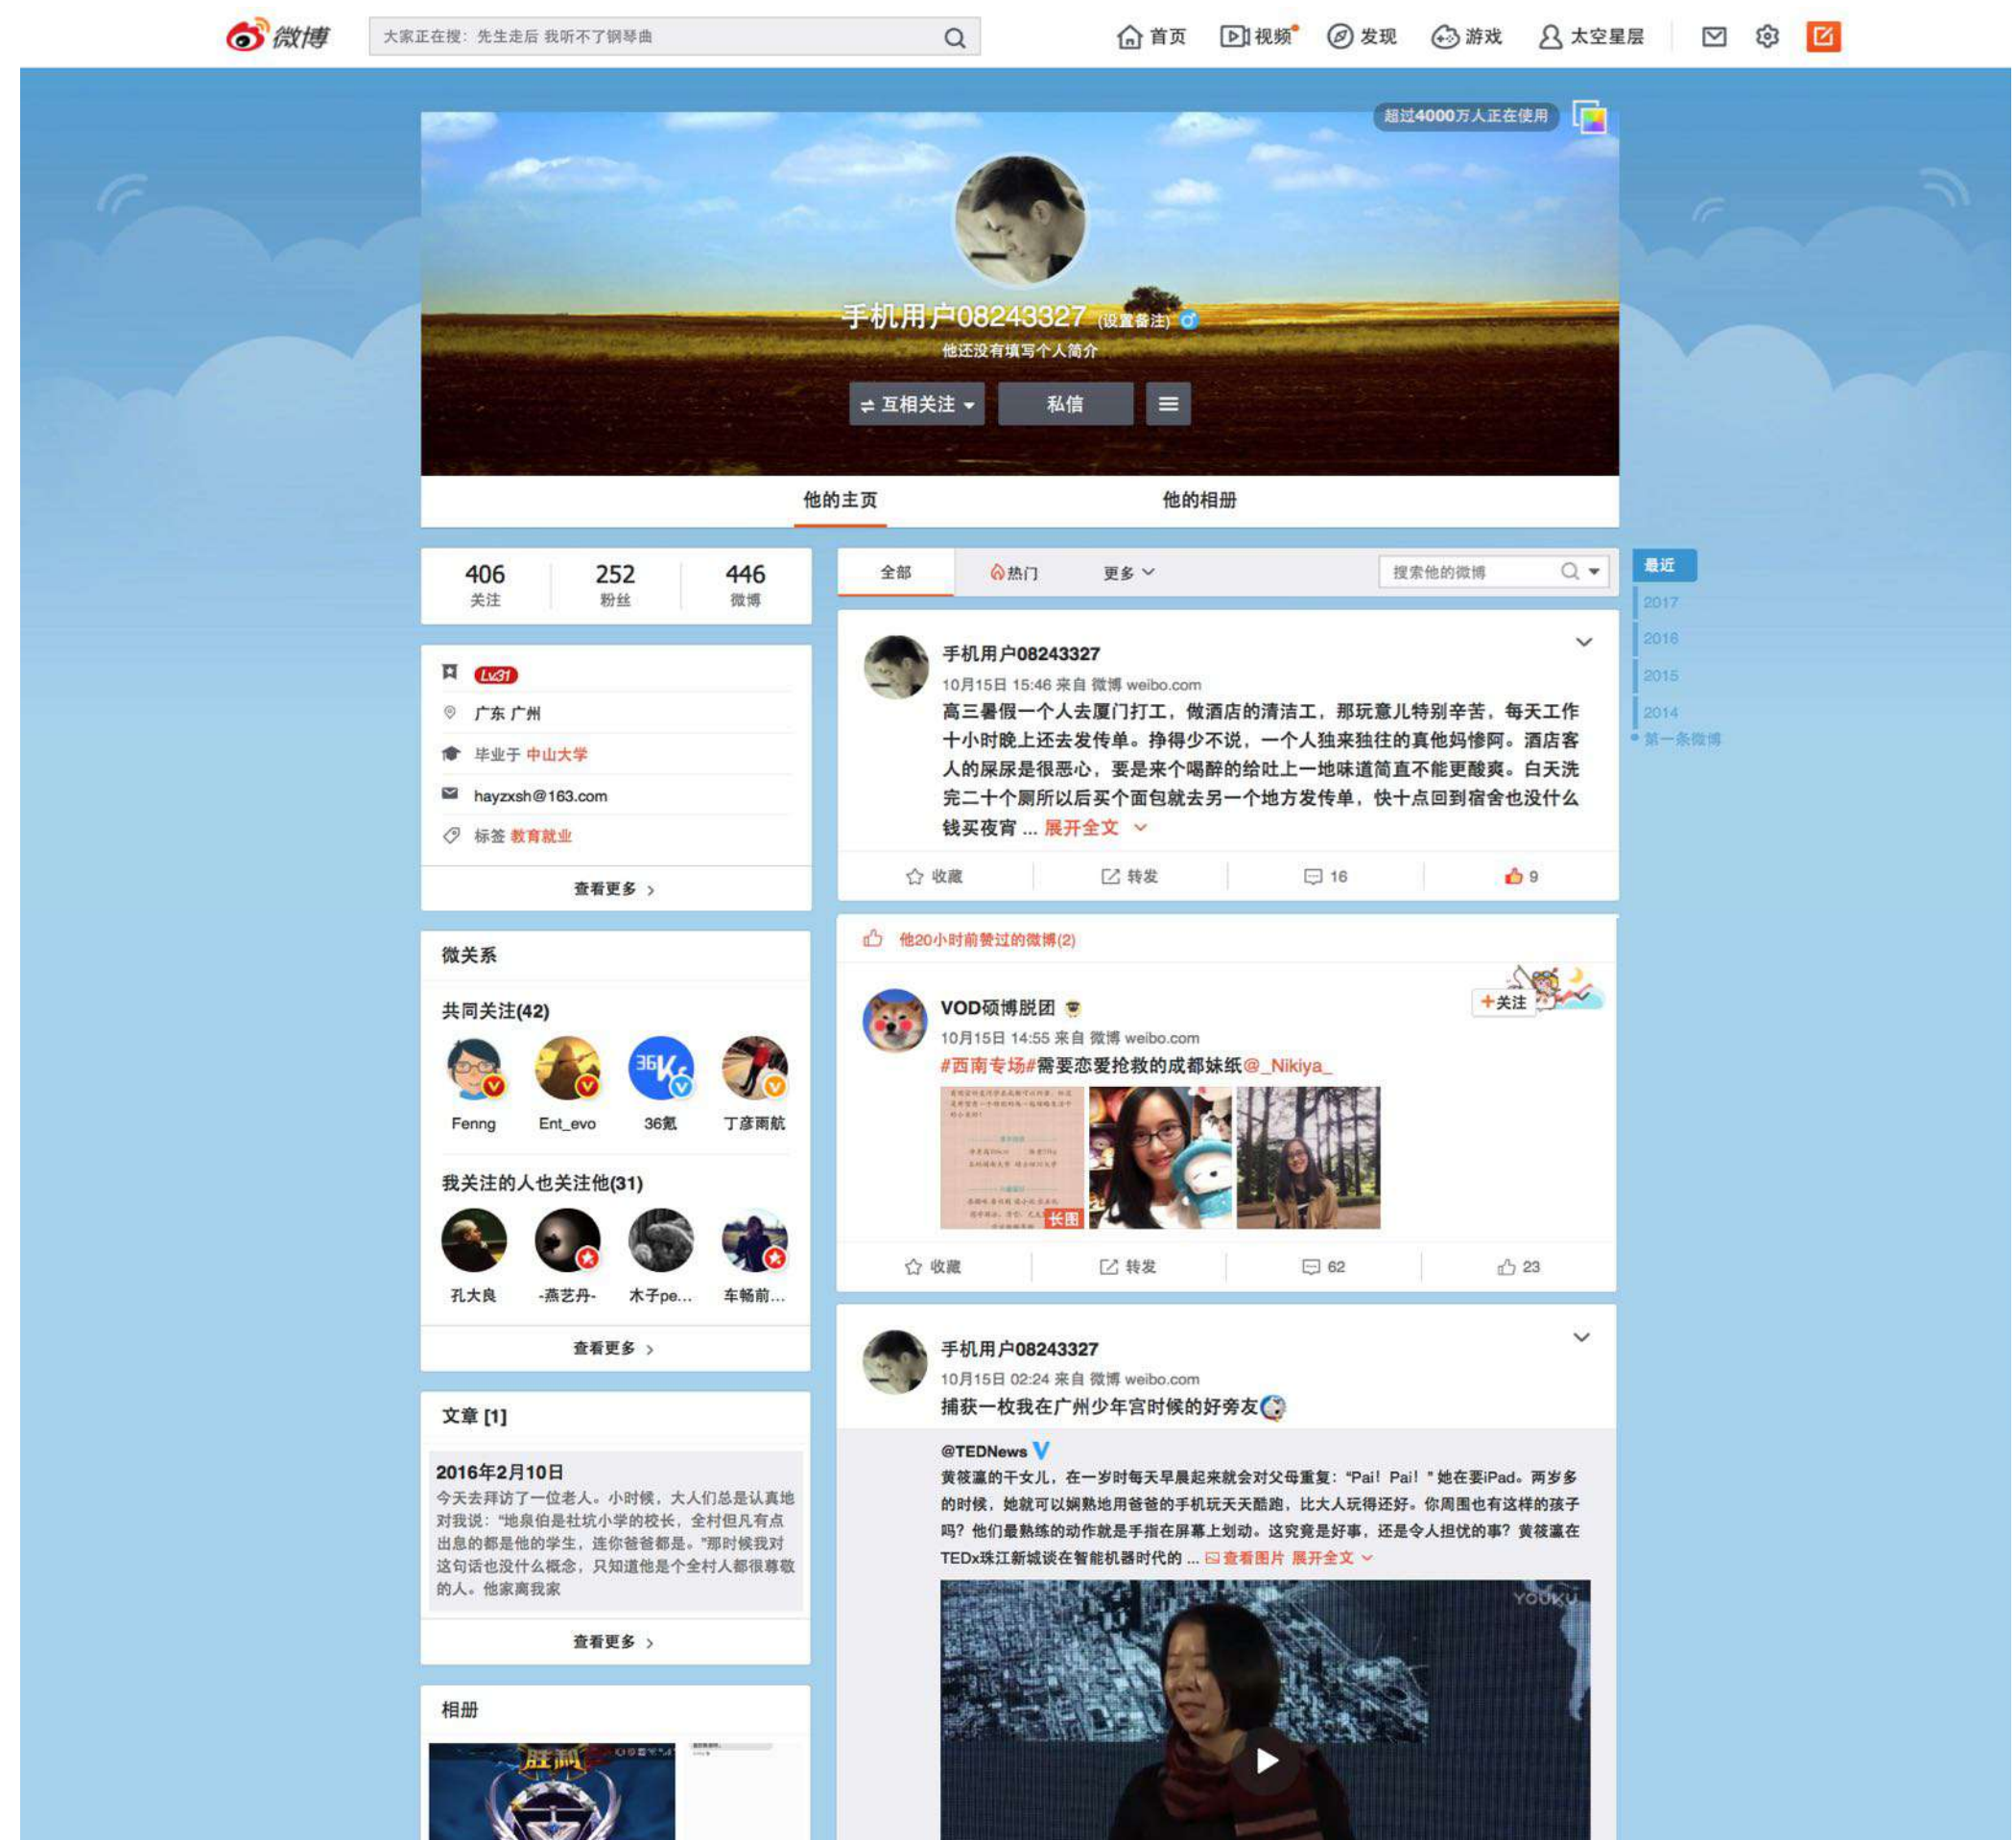 微博
大家正在搜：先生走后 我听不了钢琴曲
首页
视频
发现
游戏
太空星层
超过4000万人正在使用
手机用户08243327 (设置备注)
他还没有填写个人简介
互相关注
私信
他的主页
他的相册
406
关注
252
粉丝
446
微博
Lv31
广东 广州
毕业于 中山大学
hayzxsh@163.com
标签 教育就业
查看更多 >
微关系
共同关注(42)
Fenng
Ent_evo
36氪
丁彦雨航
我关注的人也关注他(31)
孔大良
-燕艺丹-
木子pe...
车畅前...
查看更多 >
文章 [1]
2016年2月10日
今天去拜访了一位老人。小时候，大人们总是认真地
对我说：“地泉伯是社坑小学的校长，全村但凡有点
出息的都是他的学生，连你爸爸都是。”那时候我对
这句话也没什么概念，只知道他是个全村人都很尊敬
的人。他家离我家
查看更多 >
相册
胜利
全部
热门
更多
搜索他的微博
手机用户08243327
10月15日 15:46 来自 微博 weibo.com
高三暑假一个人去厦门打工，做酒店的清洁工，那玩意儿特别辛苦，每天工作
十小时晚上还去发传单。挣得少不说，一个人独来独往的真他妈惨阿。酒店客
人的屎尿是很恶心，要是来个喝醉的给吐上一地味道简直不能更酸爽。白天洗
完二十个厕所以后买个面包就去另一个地方发传单，快十点回到宿舍也没什么
钱买夜宵 ... 展开全文
收藏
转发
16
9
他20小时前赞过的微博(2)
VOD硕博脱团
+关注
10月15日 14:55 来自 微博 weibo.com
#西南专场#需要恋爱抢救的成都妹纸@_Nikiya_
长图
收藏
转发
62
23
手机用户08243327
10月15日 02:24 来自 微博 weibo.com
捕获一枚我在广州少年宫时候的好旁友
@TEDNews
黄筱瀛的干女儿，在一岁时每天早晨起来就会对父母重复：“Pai！Pai！" 她在要iPad。两岁多
的时候，她就可以娴熟地用爸爸的手机玩天天酷跑，比大人玩得还好。你周围也有这样的孩子
吗？他们最熟练的动作就是手指在屏幕上划动。这究竟是好事，还是令人担忧的事？黄筱瀛在
TEDx珠江新城谈在智能机器时代的 ... 查看图片 展开全文
YOUKU
最近
2017
2016
2015
2014
第一条微博